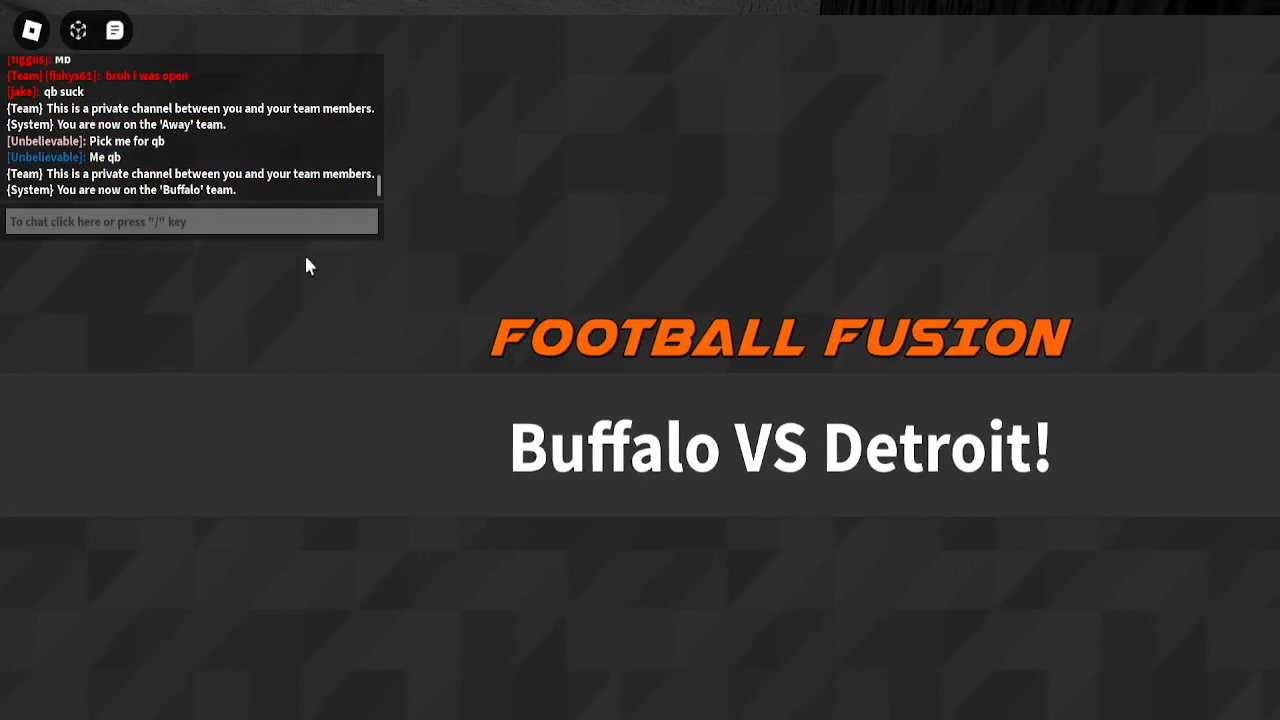 [tiggus]: Mb
{Team} [fishys61]: bruh i was open
[jake]: qb suck
{Team} This is a private channel between you and your team members.
{System} You are now on the 'Away' team.
[Unbelievable]: Pick me for qb
[Unbelievable]: Me qb
{Team} This is a private channel between you and your team members.
{System} You are now on the 'Buffalo' team.
To chat click here or press "/" key
FOOTBALL FUSION
Buffalo VS Detroit!